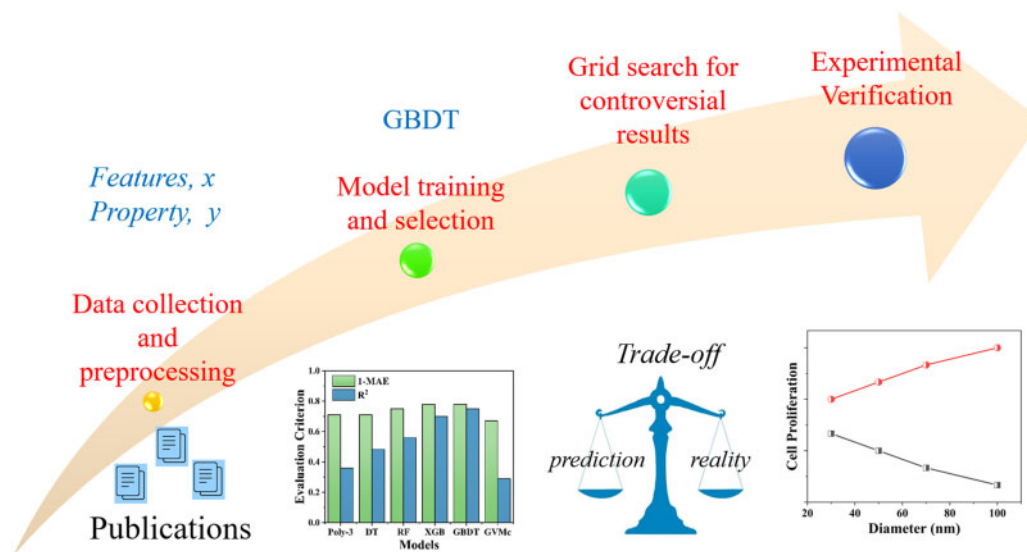 Data collection
and
preprocessing
Publications
Features, x
Property, y
GBDT
Model training
and selection
1-MAE
R²
Evaluation Criterion
1.0
0.8
0.6
0.4
0.2
0.0
Poly-3 DT RF XGB GBDT GVMc
Models
Grid search for
controversial
results
Trade-off
prediction
reality
Experimental
Verification
Cell Proliferation
20 40 60 80 100
Diameter (nm)